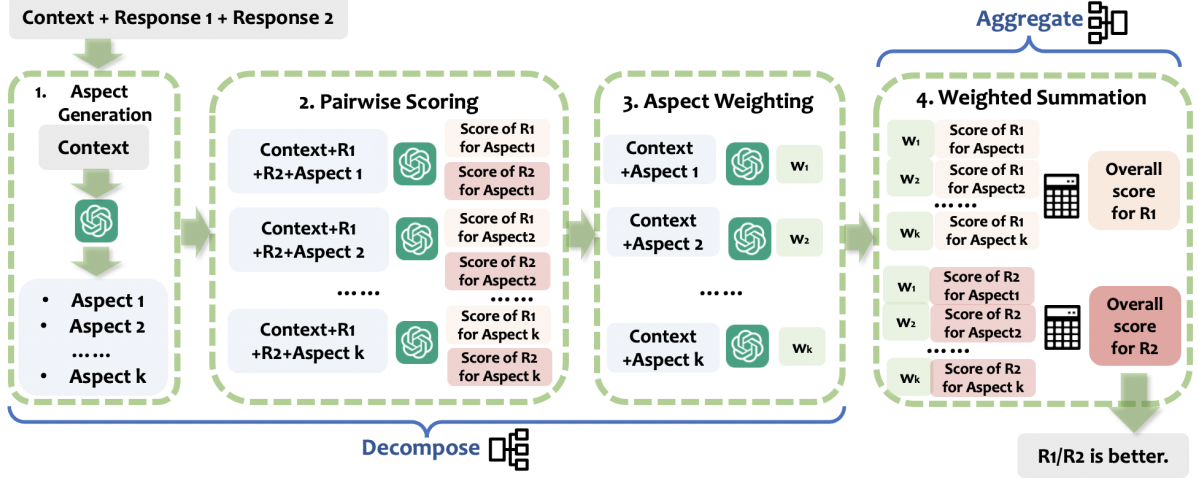 Context + Response 1 + Response 2
Aggregate
1. Aspect
Generation
Context
• Aspect 1
• Aspect 2
……
• Aspect k
2. Pairwise Scoring
Context+R1
+R2+Aspect 1
Score of R1
for Aspect1
Score of R2
for Aspect1
Context+R1
+R2+Aspect 2
Score of R1
for Aspect2
Score of R2
for Aspect2
……
……
Context+R1
+R2+Aspect k
Score of R1
for Aspect k
Score of R2
for Aspect k
3. Aspect Weighting
Context
+Aspect 1
W1
Context
+Aspect 2
W2
……
Context
+Aspect k
Wk
4. Weighted Summation
W1
Score of R1
for Aspect1
W2
Score of R1
for Aspect2
……
Wk
Score of R1
for Aspect k
Overall
score
for R1
W1
Score of R2
for Aspect1
W2
Score of R2
for Aspect2
……
Wk
Score of R2
for Aspect k
Overall
score
for R2
Decompose
R1/R2 is better.